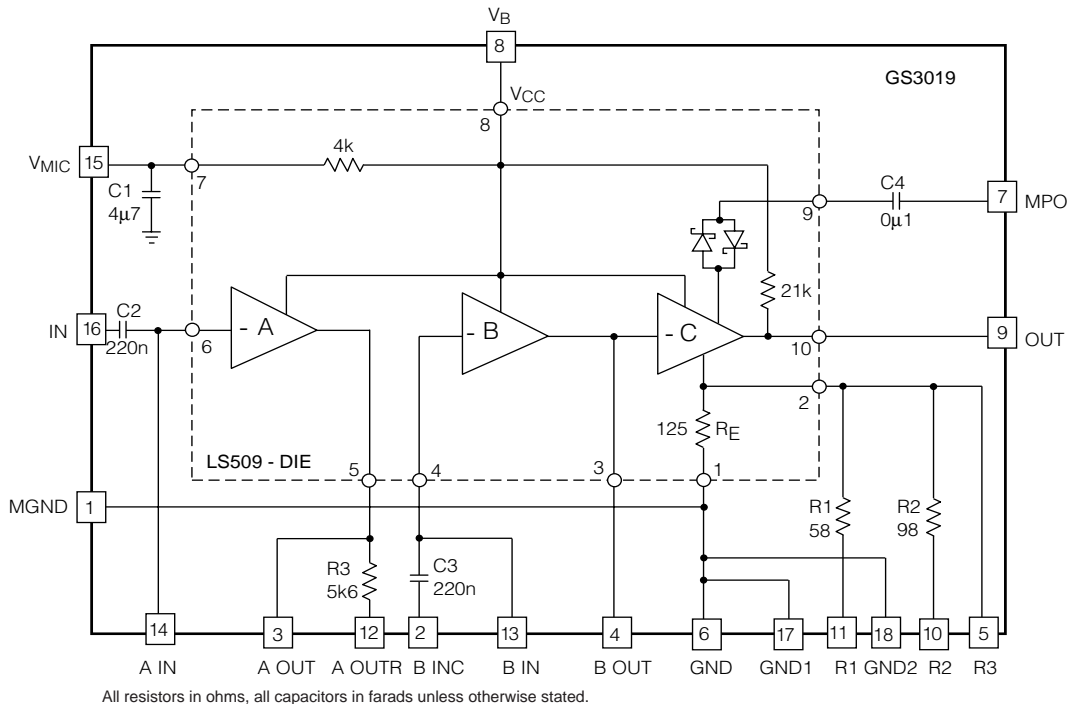 VB
8
GS3019
VCC
8
4k
VMIC
15
7
C1
4µ7
C4
0µ1
7
MPO
9
21k
IN
16
C2
220n
6
- A
- B
- C
10
9
OUT
2
125
RE
LS509 - DIE
5
4
3
1
MGND
1
R1
58
R2
98
R3
5k6
C3
220n
14
3
12
2
13
4
6
17
11
18
10
5
A IN
A OUT
A OUTR
B INC
B IN
B OUT
GND
GND1
R1
GND2
R2
R3
All resistors in ohms, all capacitors in farads unless otherwise stated.